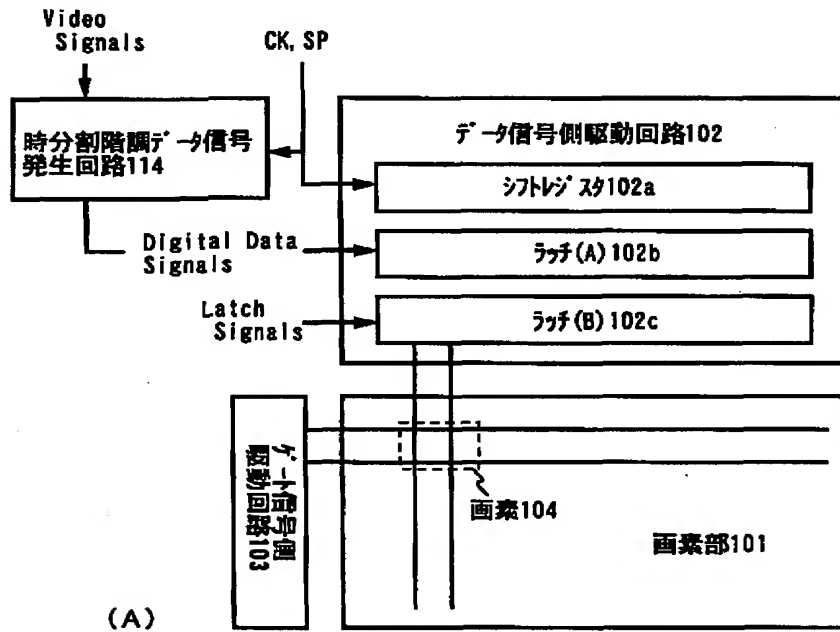 Video
Signals
CK, SP
時分割階調ﾃﾞｰﾀ信号
発生回路114
ﾃﾞｰﾀ信号側駆動回路102
ｼﾌﾄﾚｼﾞｽﾀ102a
Digital Data
Signals
ﾗｯﾁ(A)102b
Latch
Signals
ﾗｯﾁ(B)102c
ｹﾞｰﾄ信号側
駆動回路103
画素104
画素部101
(A)